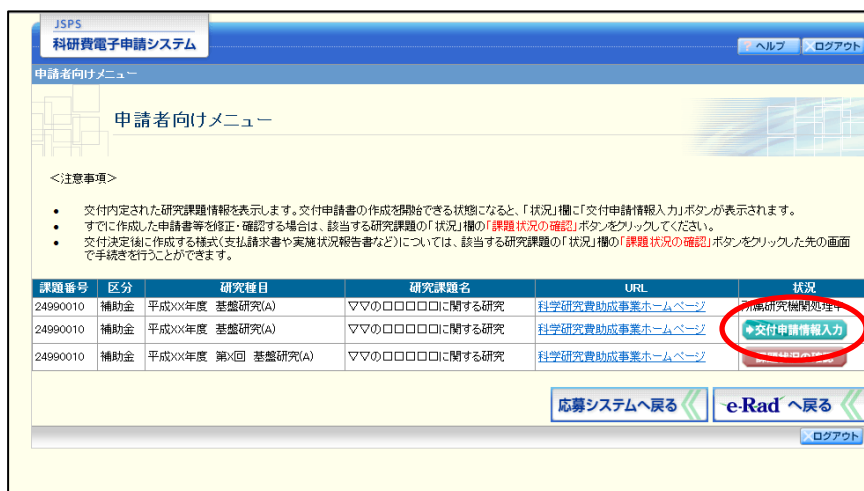 JSPS
科研費電子申請システム
? ヘルプ ×ログアウト
申請者向けメニュー
申請者向けメニュー
<注意事項>
• 交付内定された研究課題情報を表示します。交付申請書の作成を開始できる状態になると、「状況」欄に「交付申請情報入力」ボタンが表示されます。
• すでに作成した申請書等を修正・確認する場合は、該当する研究課題の「状況」欄の「課題状況の確認」ボタンをクリックしてください。
• 交付決定後に作成する様式(支払請求書や実施状況報告書など)については、該当する研究課題の「状況」欄の「課題状況の確認」ボタンをクリックした先の画面
で手続きを行うことができます。
課題番号 区分 研究種目 研究課題名 URL 状況
24990010 補助金 平成XX年度 基盤研究(A) ▽▽の□□□□□に関する研究 科学研究費助成事業ホームページ 所属研究機関処理中
24990010 補助金 平成XX年度 基盤研究(A) ▽▽の□□□□□に関する研究 科学研究費助成事業ホームページ 交付申請情報入力
24990010 補助金 平成XX年度 第X回 基盤研究(A) ▽▽の□□□□□に関する研究 科学研究費助成事業ホームページ 課題状況の確認
応募システムへ戻る e-Rad へ戻る
×ログアウト